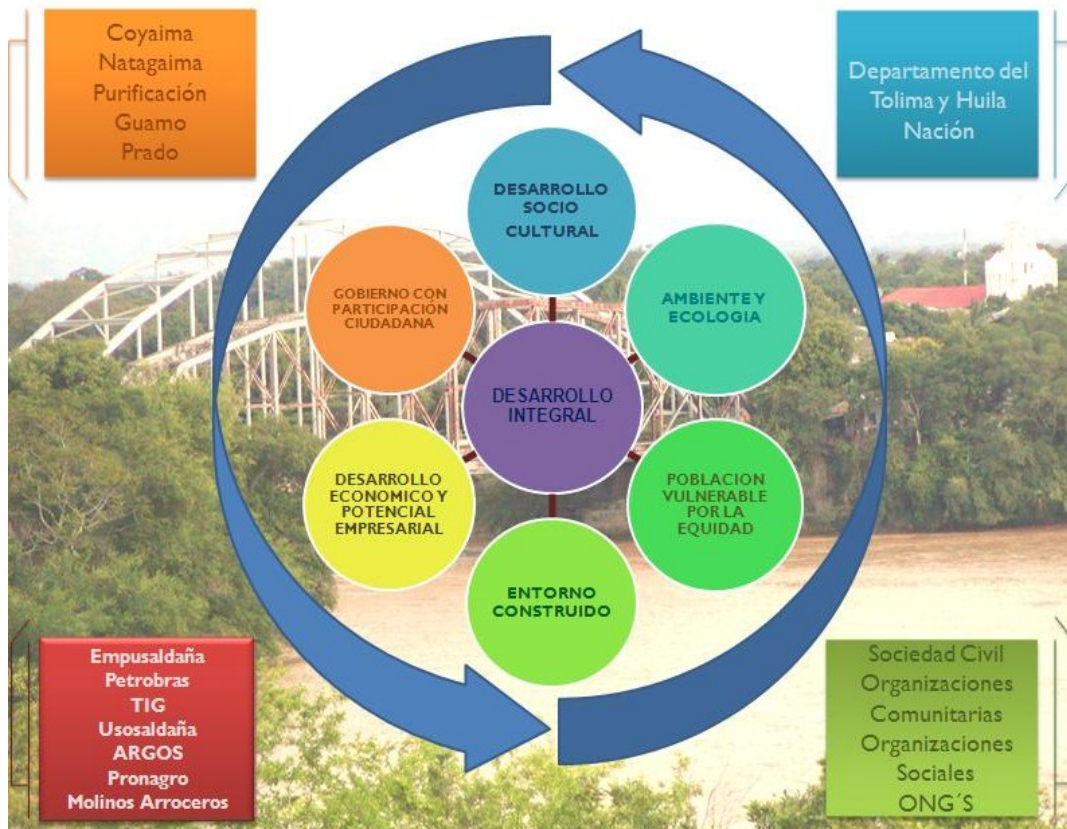 Coyaima
Natagaima
Purificación
Guamo
Prado
Departamento del
Tolima y Huila
Nación
DESARROLLO
SOCIO
CULTURAL
GOBIERNO CON
PARTICIPACIÓN
CIUDADANA
AMBIENTE Y
ECOLOGIA
DESARROLLO
INTEGRAL
DESARROLLO
ECONOMICO Y
POTENCIAL
EMPRESARIAL
POBLACION
VULNERABLE
POR LA
EQUIDAD
ENTORNO
CONSTRUIDO
Empusaldaña
Petrobras
TIG
Ususaldaña
ARGOS
Pronagro
Molinos Arroceros
Sociedad Civil
Organizaciones
Comunitarias
Organizaciones
Sociales
ONG´S